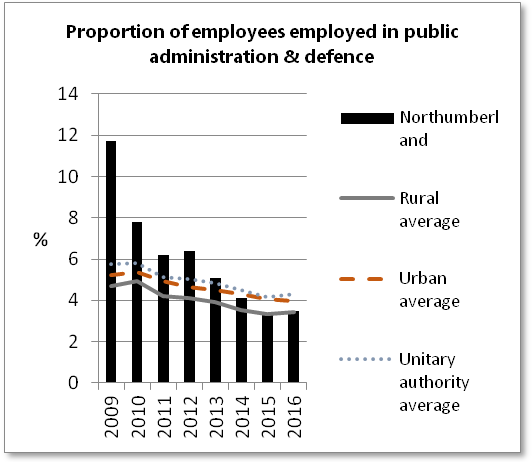 Proportion of employees employed in public
administration & defence
14
12
10
8
6
4
2
0
%
2009
2010
2011
2012
2013
2014
2015
2016
Northumberl
and
Rural
average
Urban
average
Unitary
authority
average